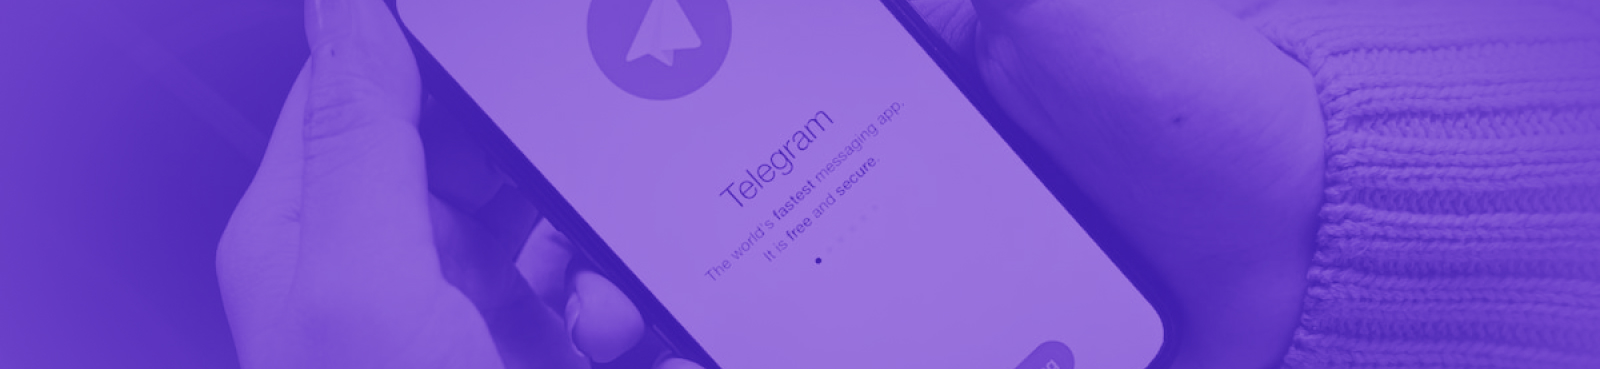 Telegram
The world's fastest messaging app.
It is free and secure.